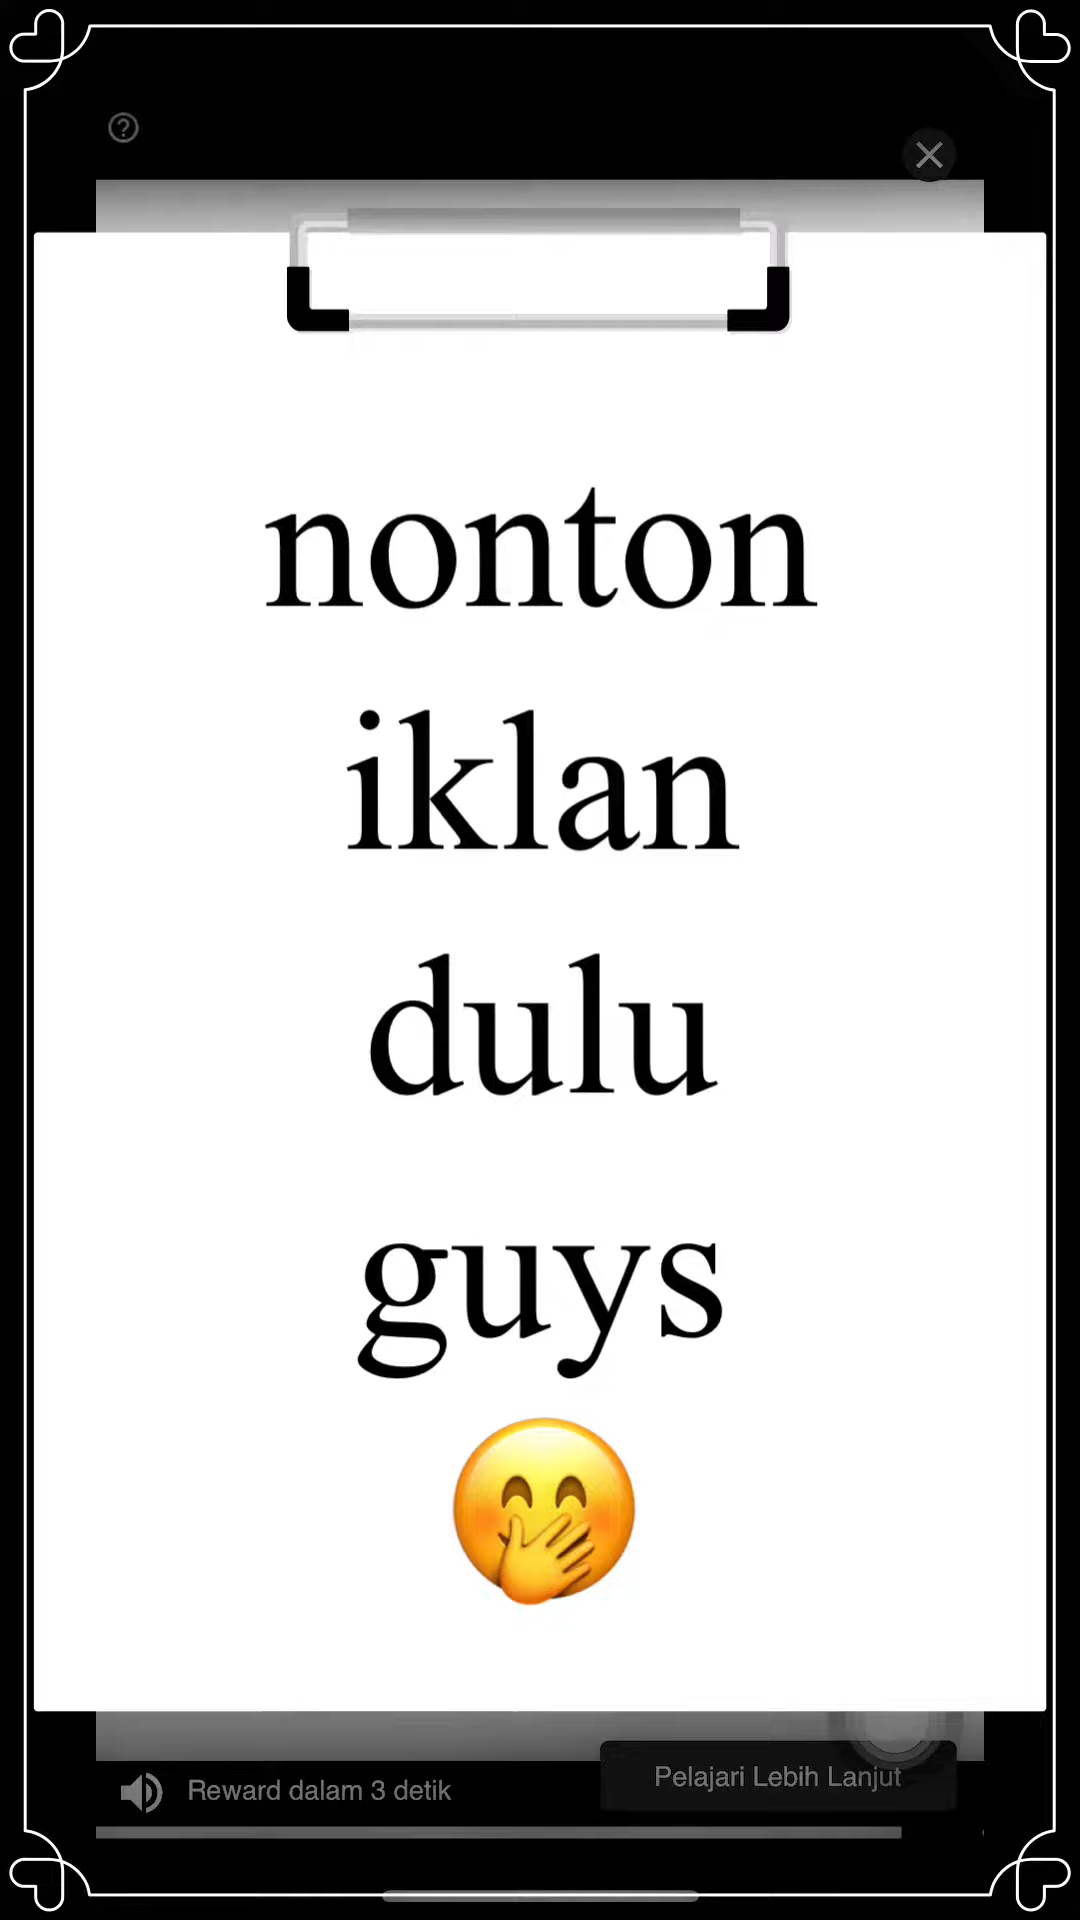 nonton
iklan
dulu
guys
🤭
Reward dalam 3 detik
Pelajari Lebih Lanjut